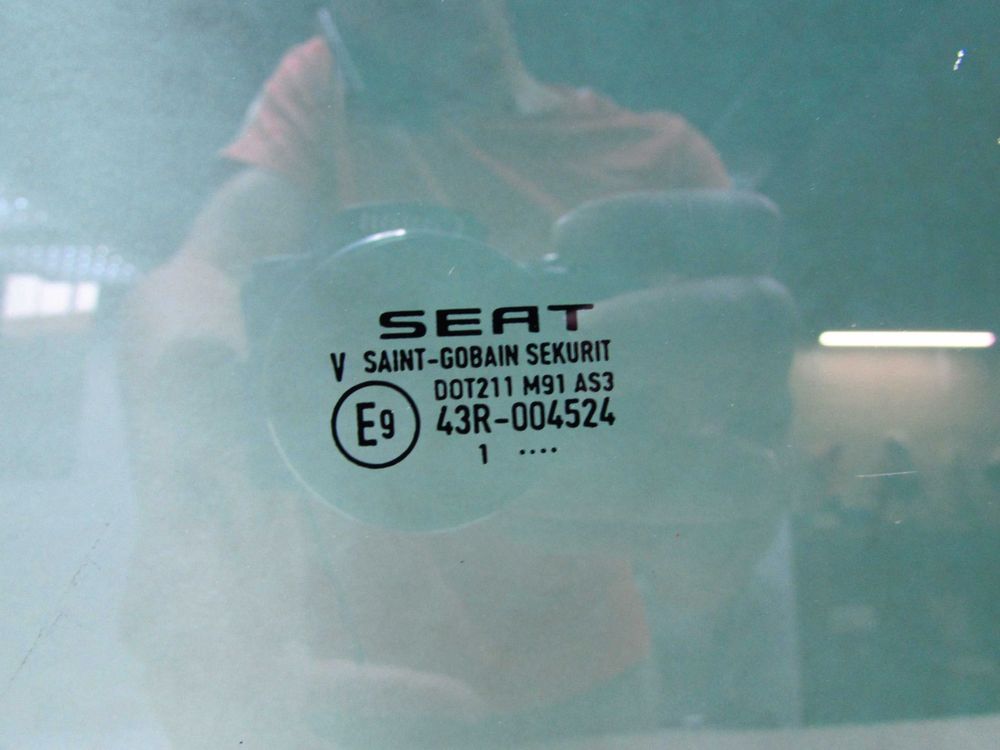 SEAT
V SAINT-GOBAIN SEKURIT
DOT211 M91 AS3
E9 43R-004524
1 ....